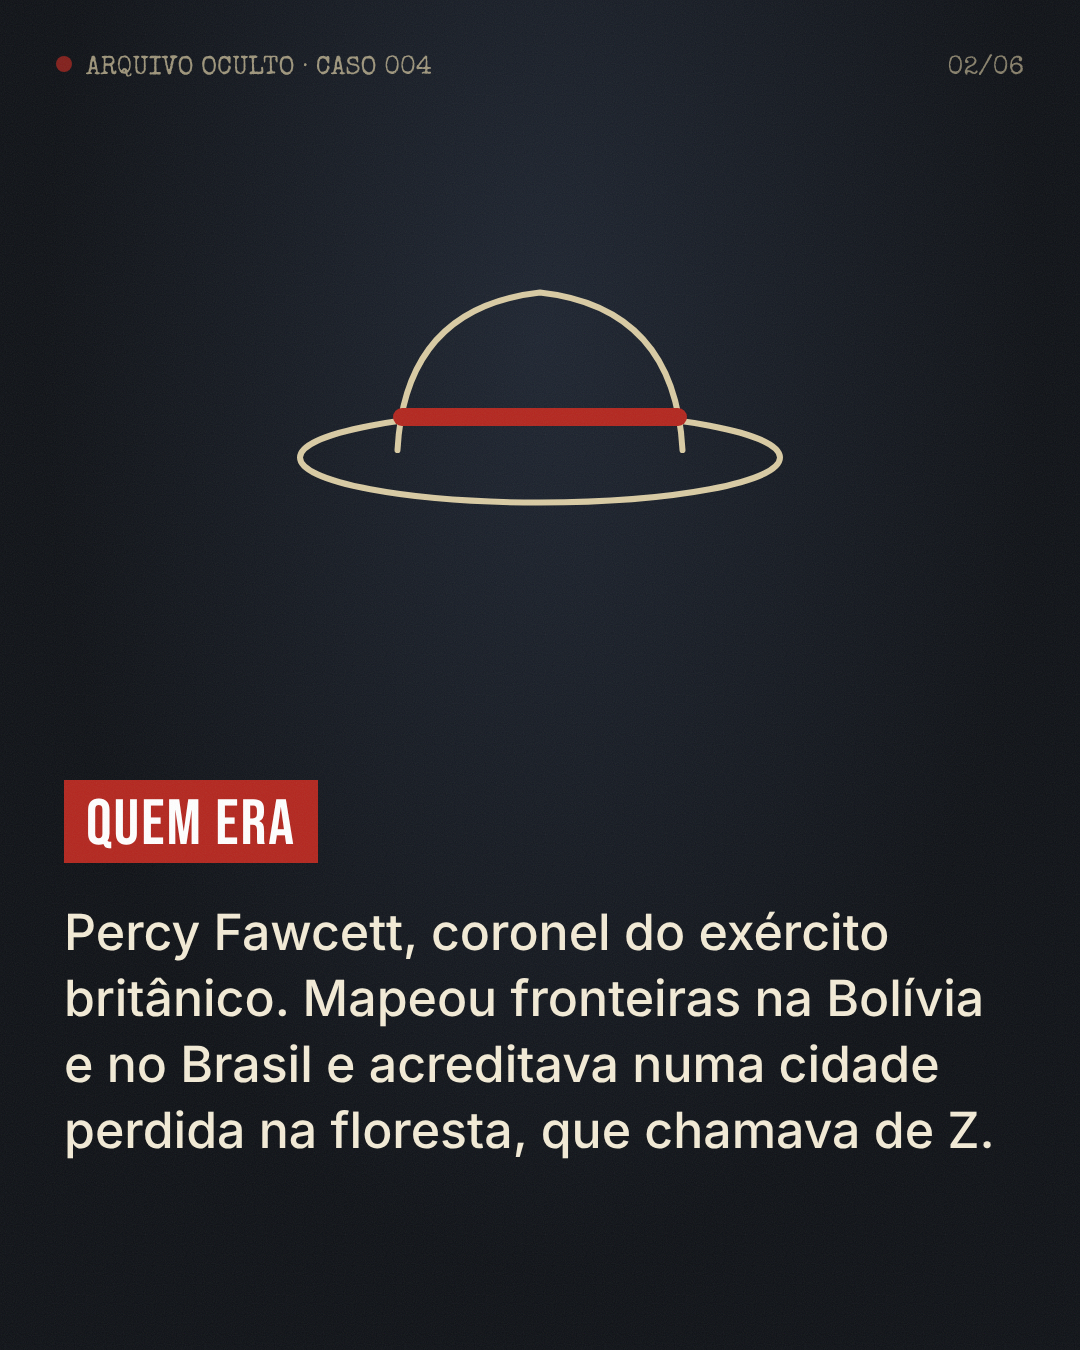 ARQUIVO OCULTO · CASO 004
02/06
QUEM ERA
Percy Fawcett, coronel do exército
britânico. Mapeou fronteiras na Bolívia
e no Brasil e acreditava numa cidade
perdida na floresta, que chamava de Z.